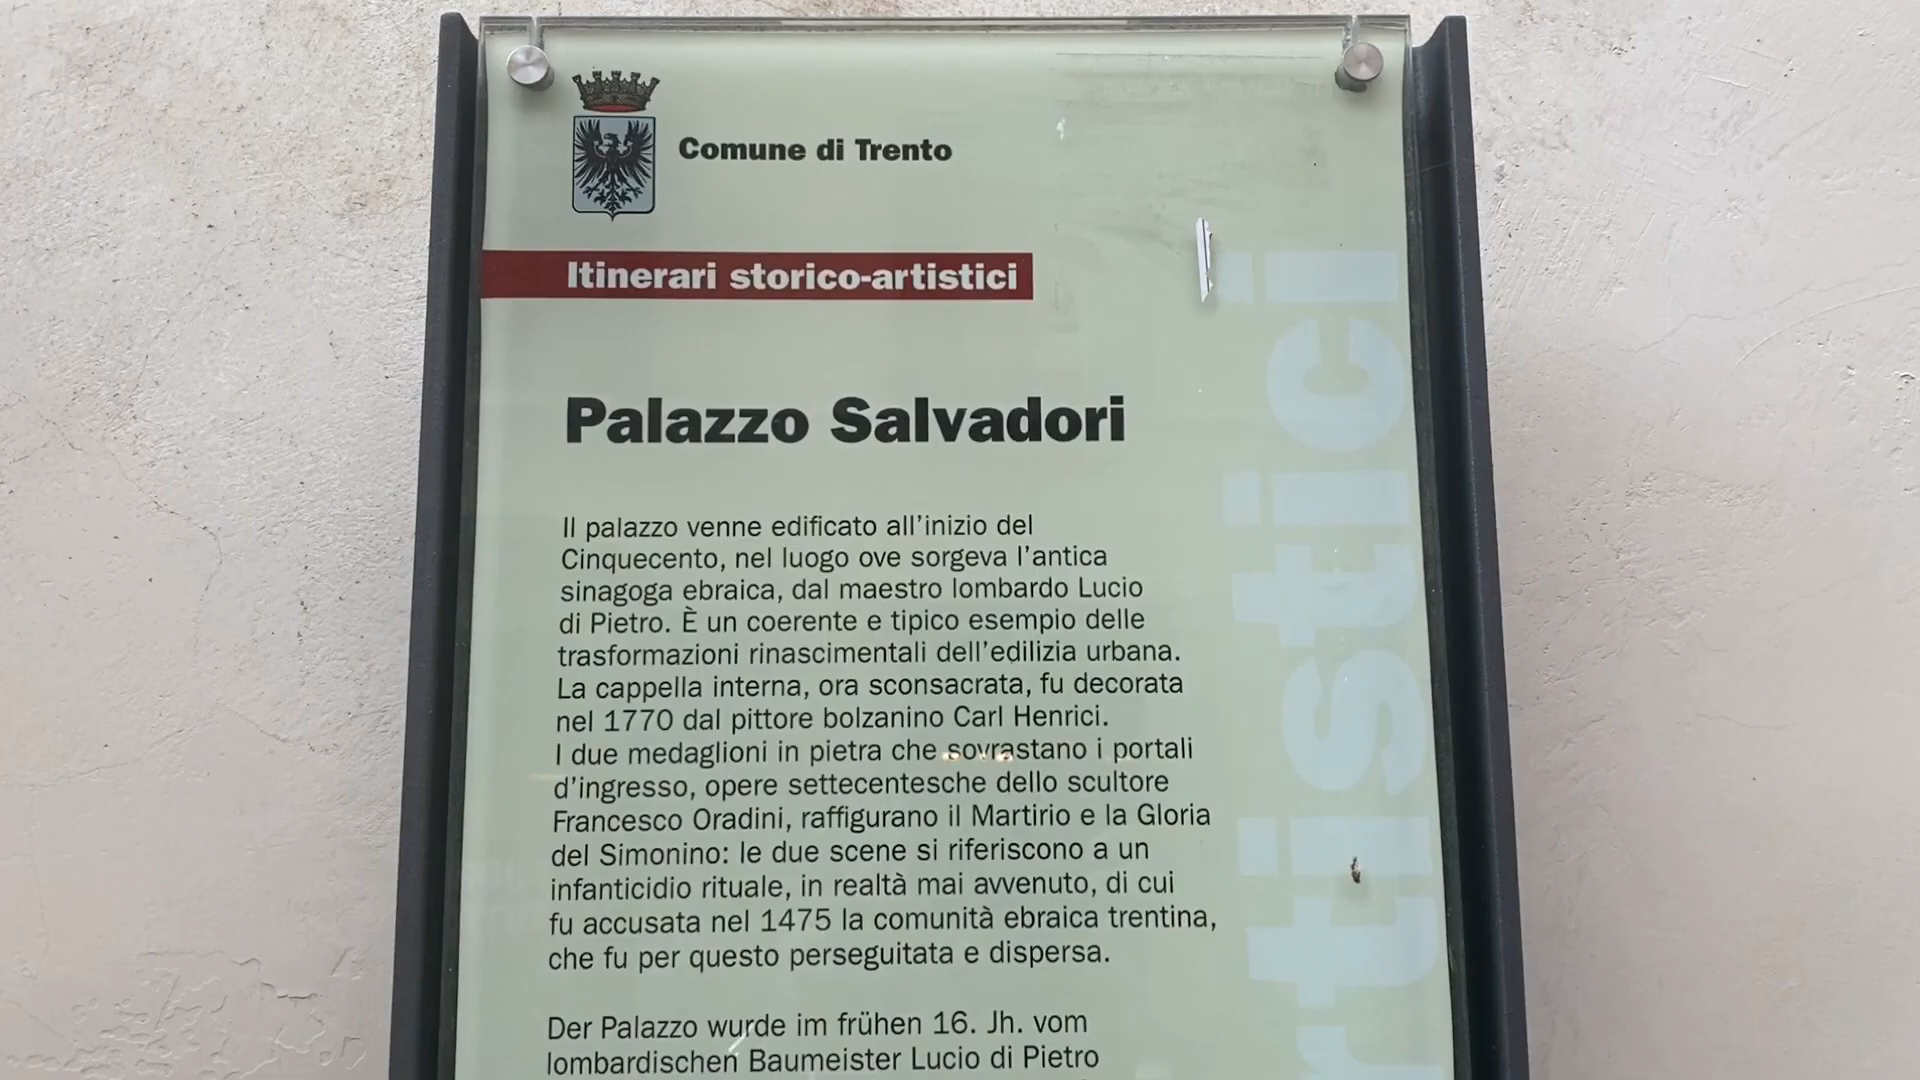 Comune di Trento
Itinerari storico-artistici
Palazzo Salvadori
Il palazzo venne edificato all'inizio del
Cinquecento, nel luogo ove sorgeva l'antica
sinagoga ebraica, dal maestro lombardo Lucio
di Pietro. È un coerente e tipico esempio delle
trasformazioni rinascimentali dell'edilizia urbana.
La cappella interna, ora sconsacrata, fu decorata
nel 1770 dal pittore bolzanino Carl Henrici.
I due medaglioni in pietra che sovrastano i portali
d'ingresso, opere settecentesche dello scultore
Francesco Oradini, raffigurano il Martirio e la Gloria
del Simonino: le due scene si riferiscono a un
infanticidio rituale, in realtà mai avvenuto, di cui
fu accusata nel 1475 la comunità ebraica trentina,
che fu per questo perseguitata e dispersa.
Der Palazzo wurde im frühen 16. Jh. vom
lombardischen Baumeister Lucio di Pietro
rtistici